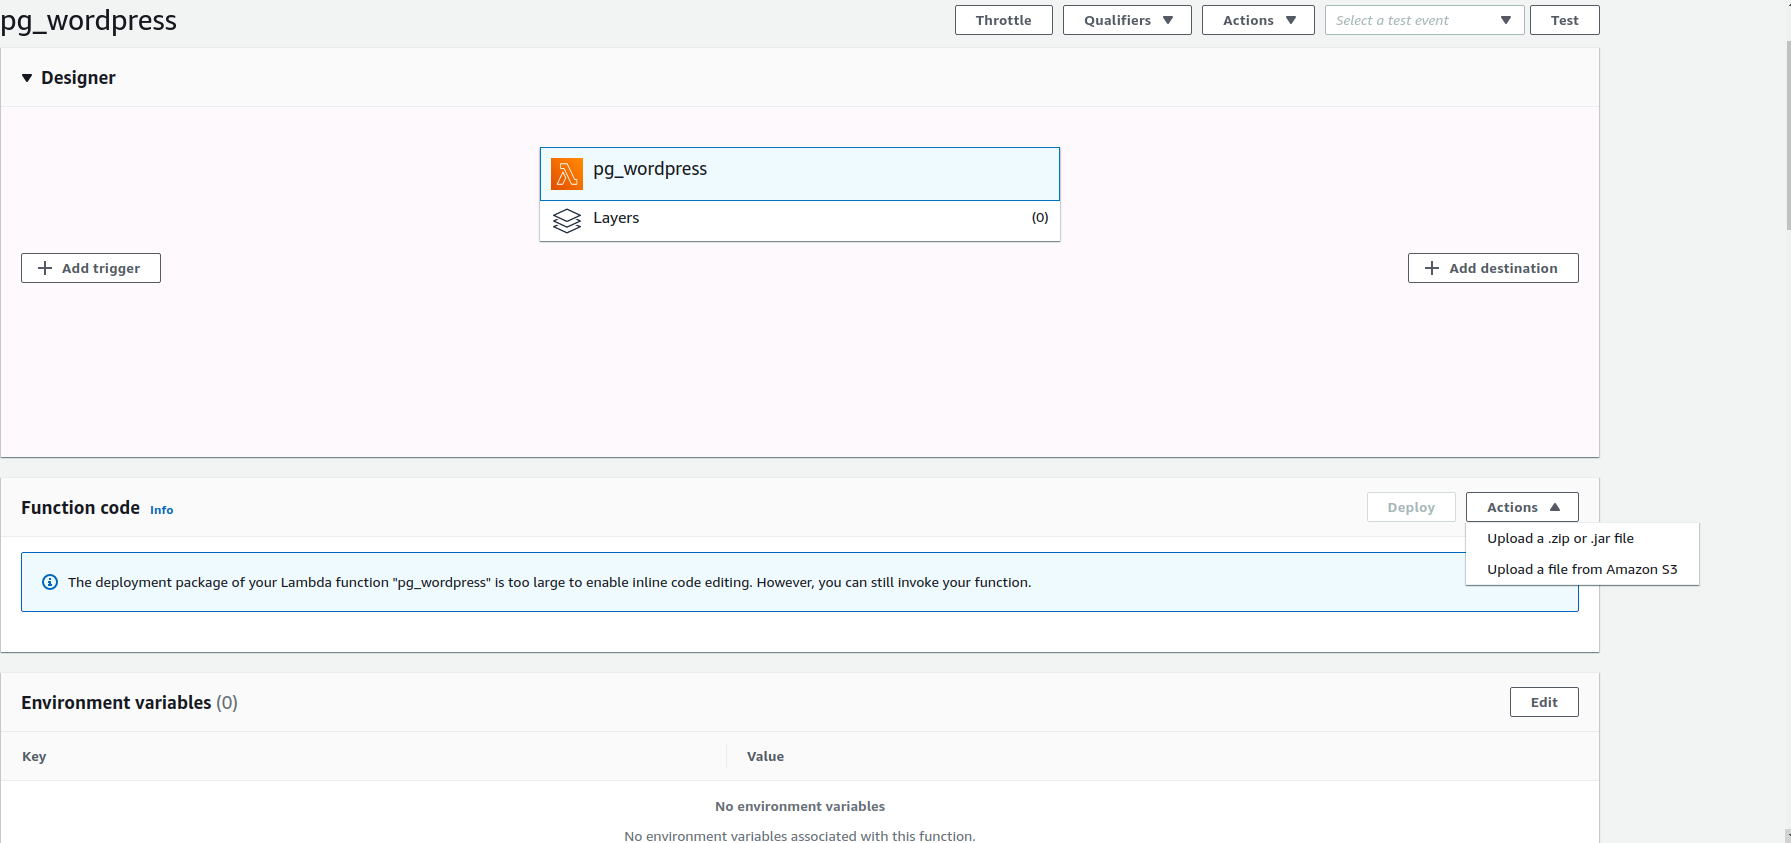 pg_wordpress
Throttle
Qualifiers
Actions
Select a test event
Test
Designer
pg_wordpress
Layers
(0)
Add trigger
Add destination
Function code Info
Deploy
Actions
Upload a .zip or .jar file
Upload a file from Amazon S3
The deployment package of your Lambda function "pg_wordpress" is too large to enable inline code editing. However, you can still invoke your function.
Environment variables (0)
Edit
Key
Value
No environment variables
No environment variables associated with this function.